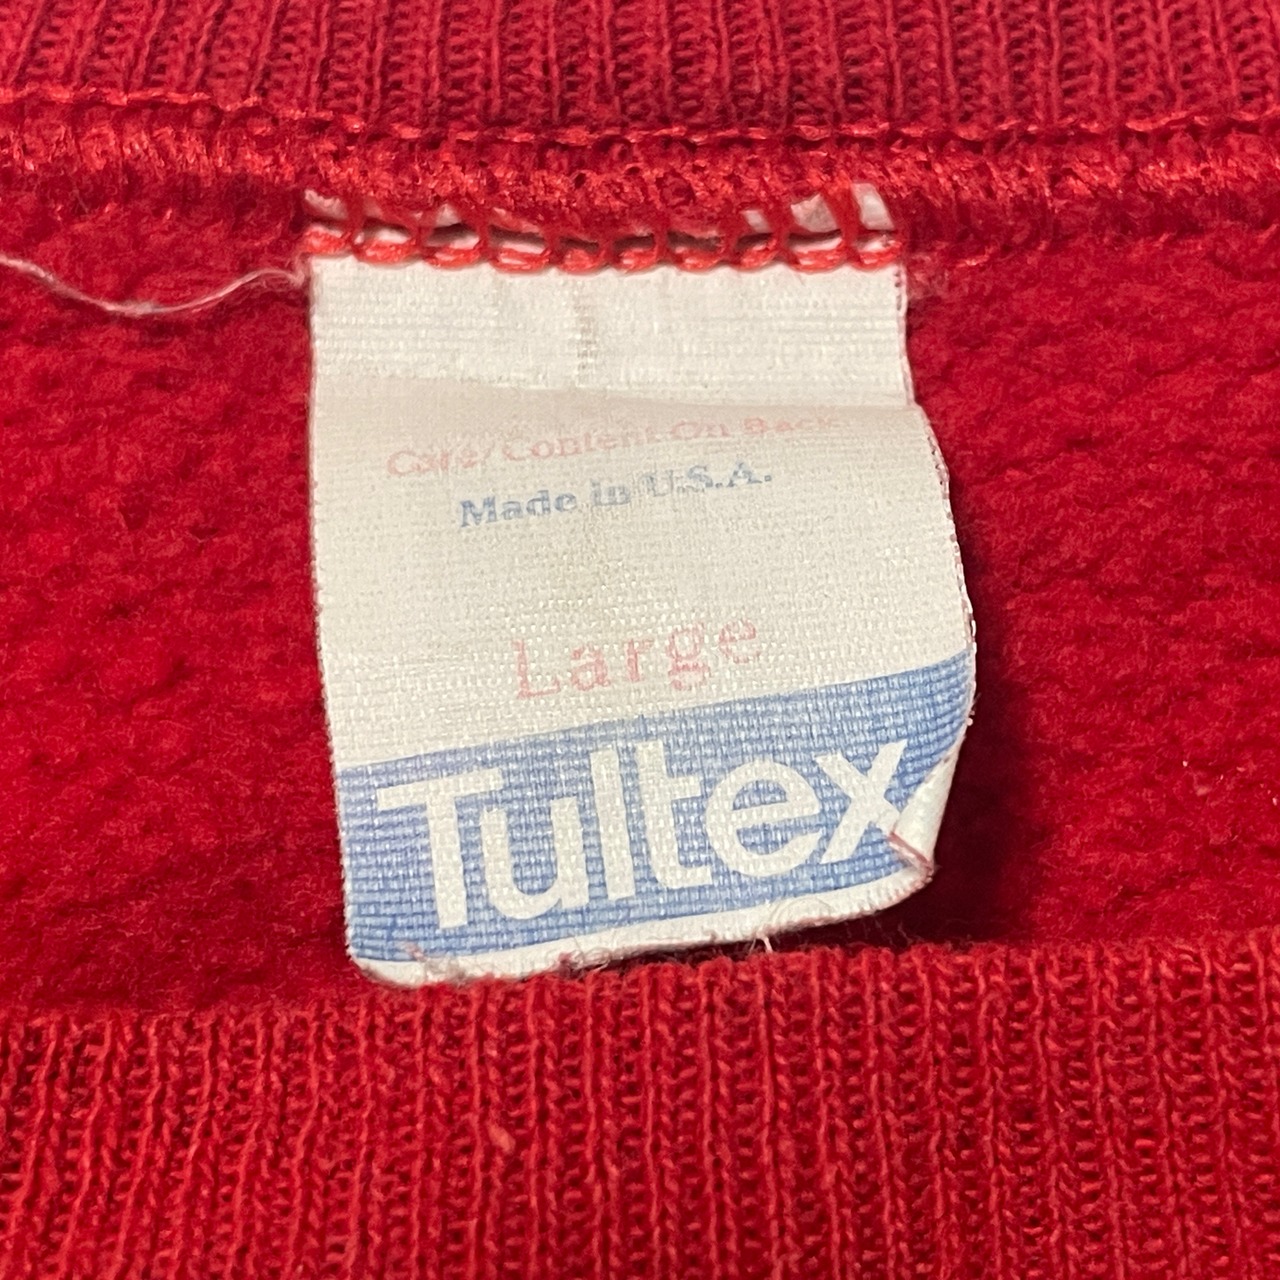 Care/Content On Back
Made in U.S.A.
Large
Tultex